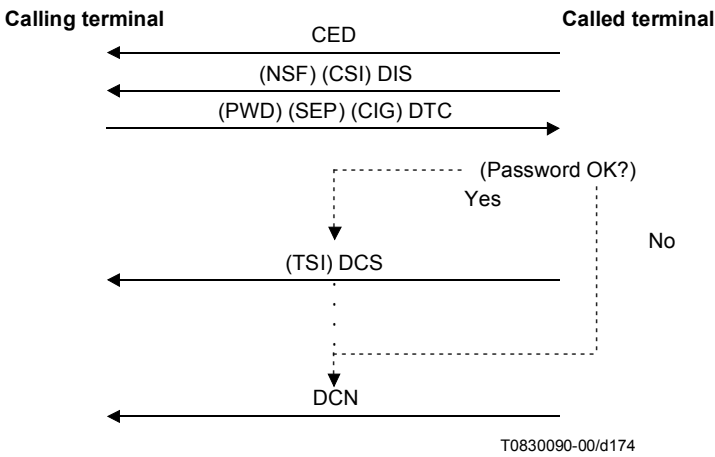 Calling terminal
Called terminal
CED
(NSF) (CSI) DIS
(PWD) (SEP) (CIG) DTC
(Password OK?)
Yes
No
(TSI) DCS
DCN
T0830090-00/d174